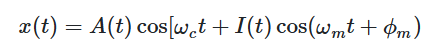 x(t) = A(t) cos[ω_c t + I(t) cos(ω_m t + ϕ_m)